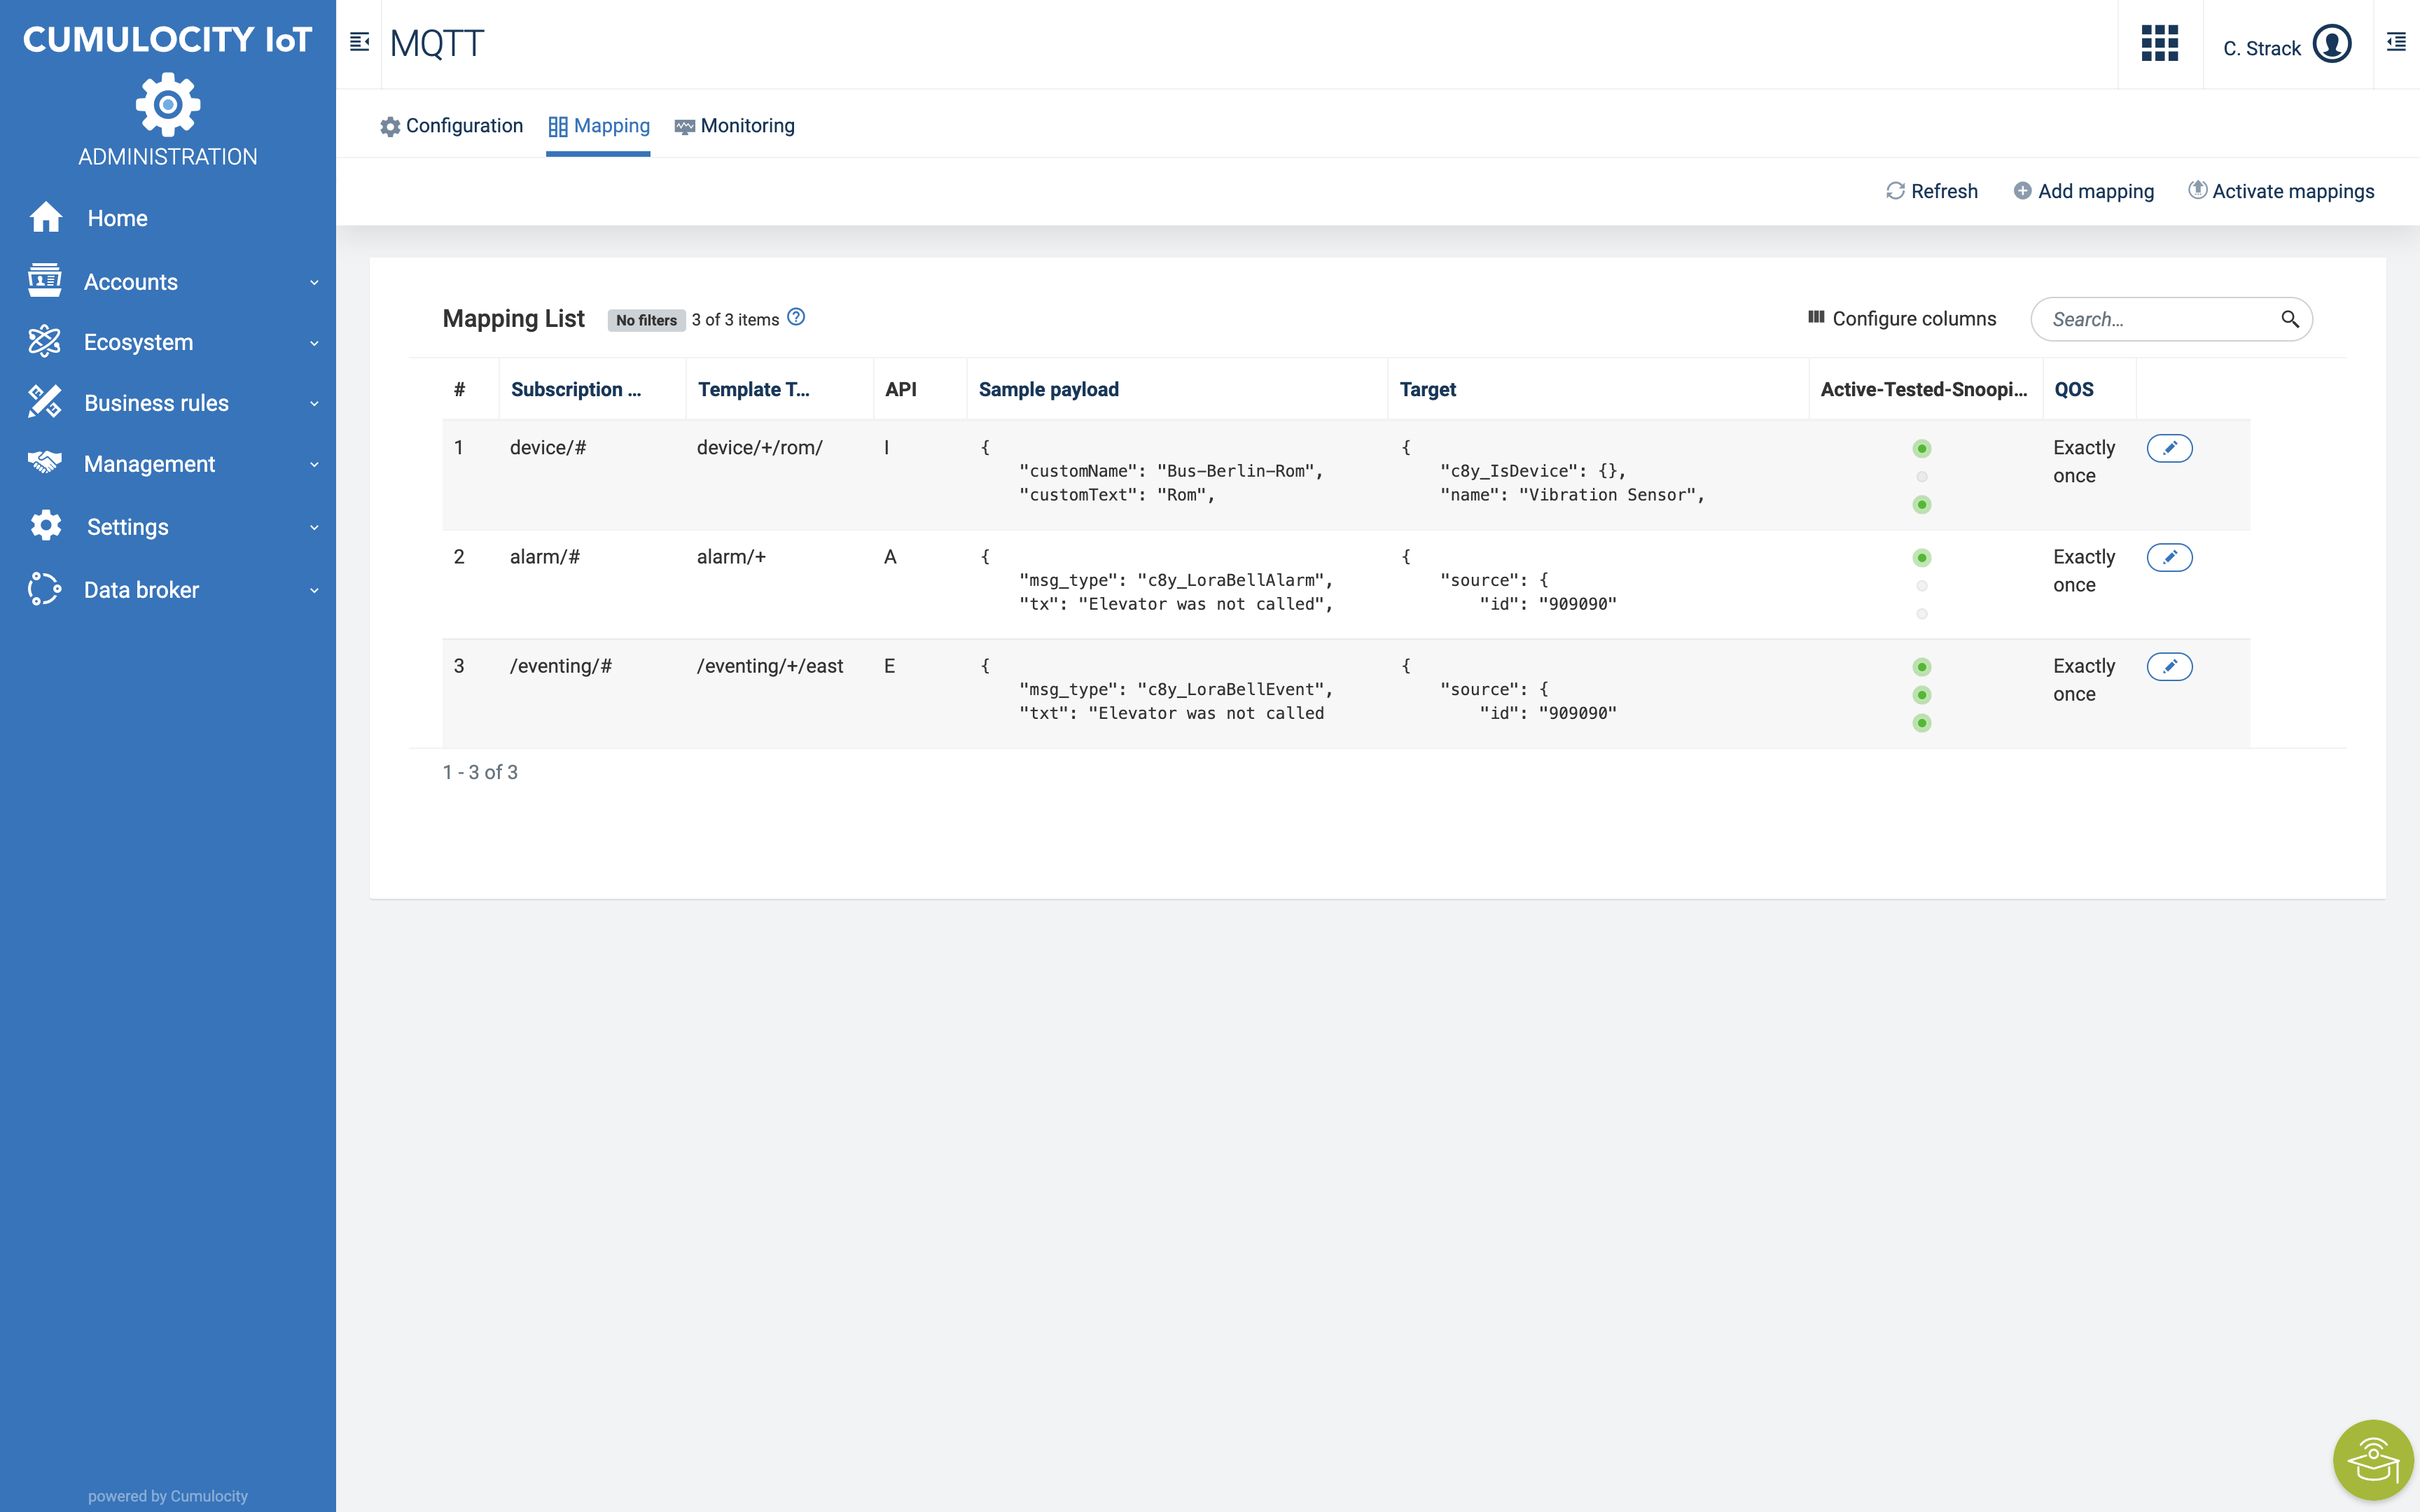 CUMULOCITY IoT
ADMINISTRATION
Home
Accounts
Ecosystem
Business rules
Management
Settings
Data broker
powered by Cumulocity
MQTT
C. Strack
Configuration Mapping Monitoring
Refresh Add mapping Activate mappings
Mapping List No filters 3 of 3 items ? Configure columns Search...
# Subscription ... Template T... API Sample payload Target Active-Tested-Snoopi... QOS
1 device/# device/+/rom/ I { { Exactly
"customName": "Bus-Berlin-Rom", "c8y_IsDevice": {}, once
"customText": "Rom", "name": "Vibration Sensor",
2 alarm/# alarm/+ A { { Exactly
"msg_type": "c8y_LoraBellAlarm", "source": { once
"tx": "Elevator was not called", "id": "909090"
3 /eventing/# /eventing/+/east E { { Exactly
"msg_type": "c8y_LoraBellEvent", "source": { once
"txt": "Elevator was not called "id": "909090"
1 - 3 of 3